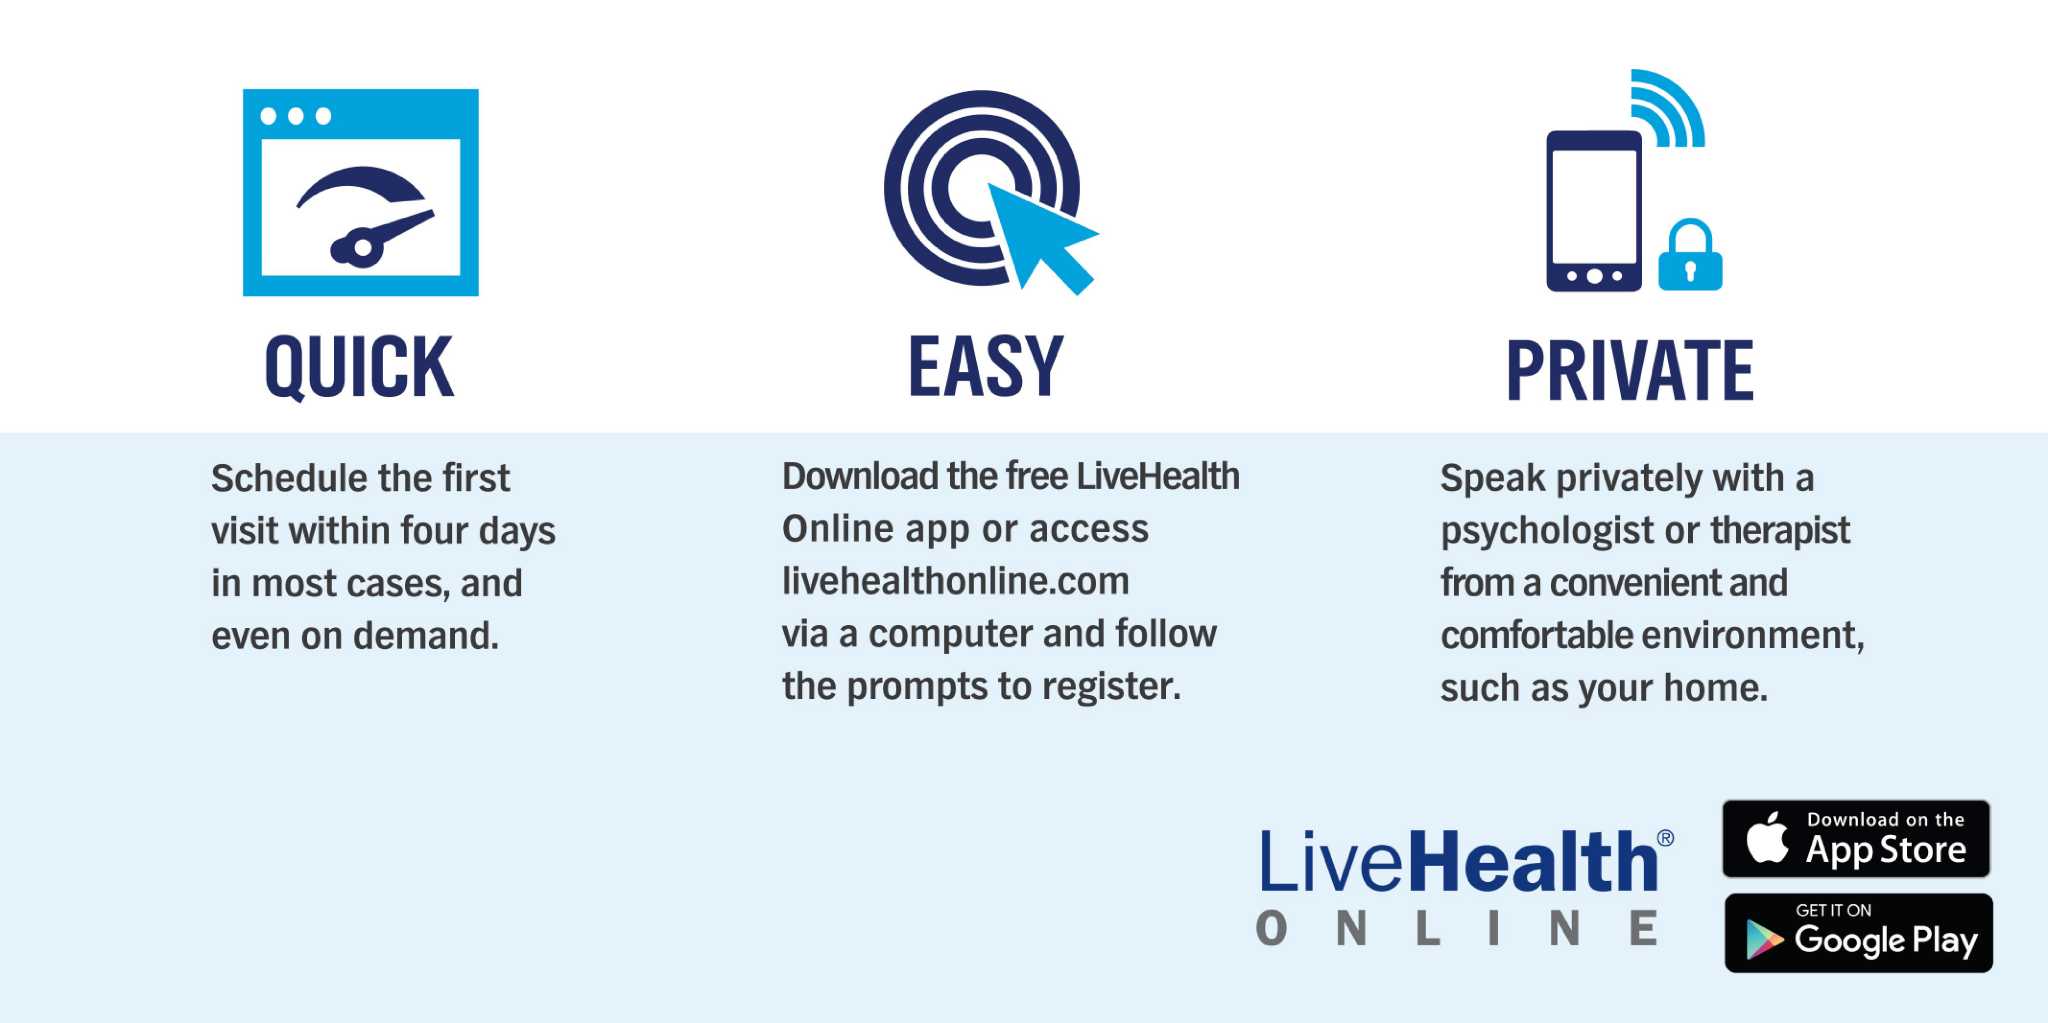 QUICK
Schedule the first
visit within four days
in most cases, and
even on demand.
EASY
Download the free LiveHealth
Online app or access
livehealthonline.com
via a computer and follow
the prompts to register.
PRIVATE
Speak privately with a
psychologist or therapist
from a convenient and
comfortable environment,
such as your home.
LiveHealth®
ONLINE
Download on the
App Store
GET IT ON
Google Play